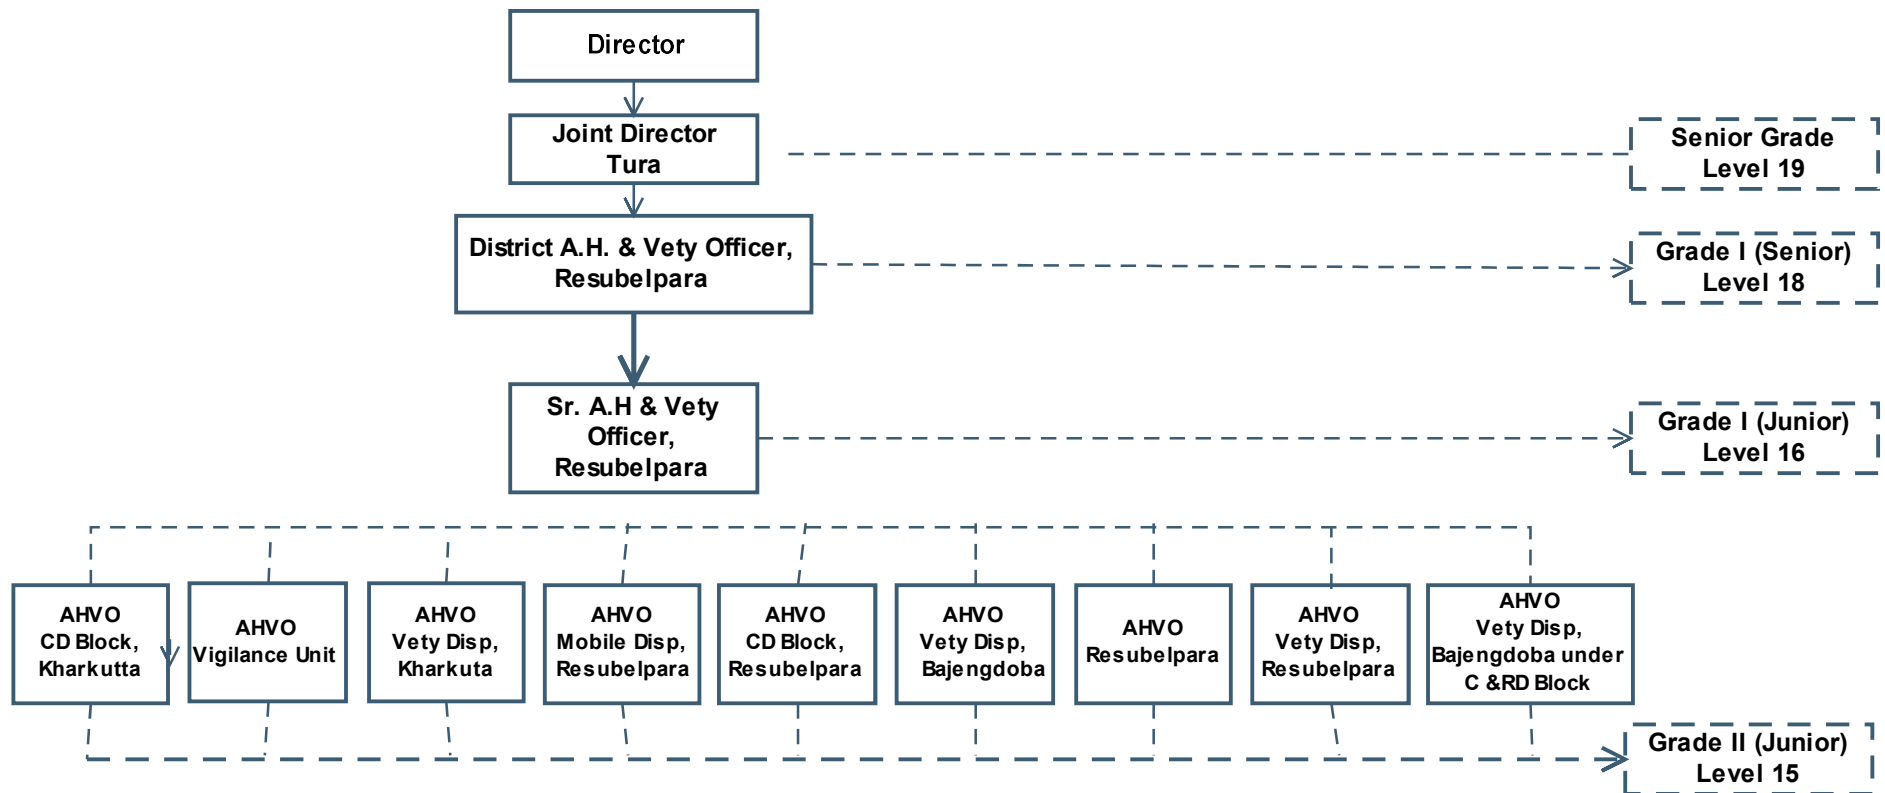 Director
Joint Director
Tura
Senior Grade
Level 19
District A.H. & Vety Officer,
Resubelpara
Grade I (Senior)
Level 18
Sr. A.H & Vety
Officer,
Resubelpara
Grade I (Junior)
Level 16
AHVO
CD Block,
Kharkutta
AHVO
Vigilance Unit
AHVO
Vety Disp,
Kharkuta
AHVO
Mobile Disp,
Resubelpara
AHVO
CD Block,
Resubelpara
AHVO
Vety Disp,
Bajengdoba
AHVO
Resubelpara
AHVO
Vety Disp,
Resubelpara
AHVO
Vety Disp,
Bajengdoba under
C &RD Block
Grade II (Junior)
Level 15